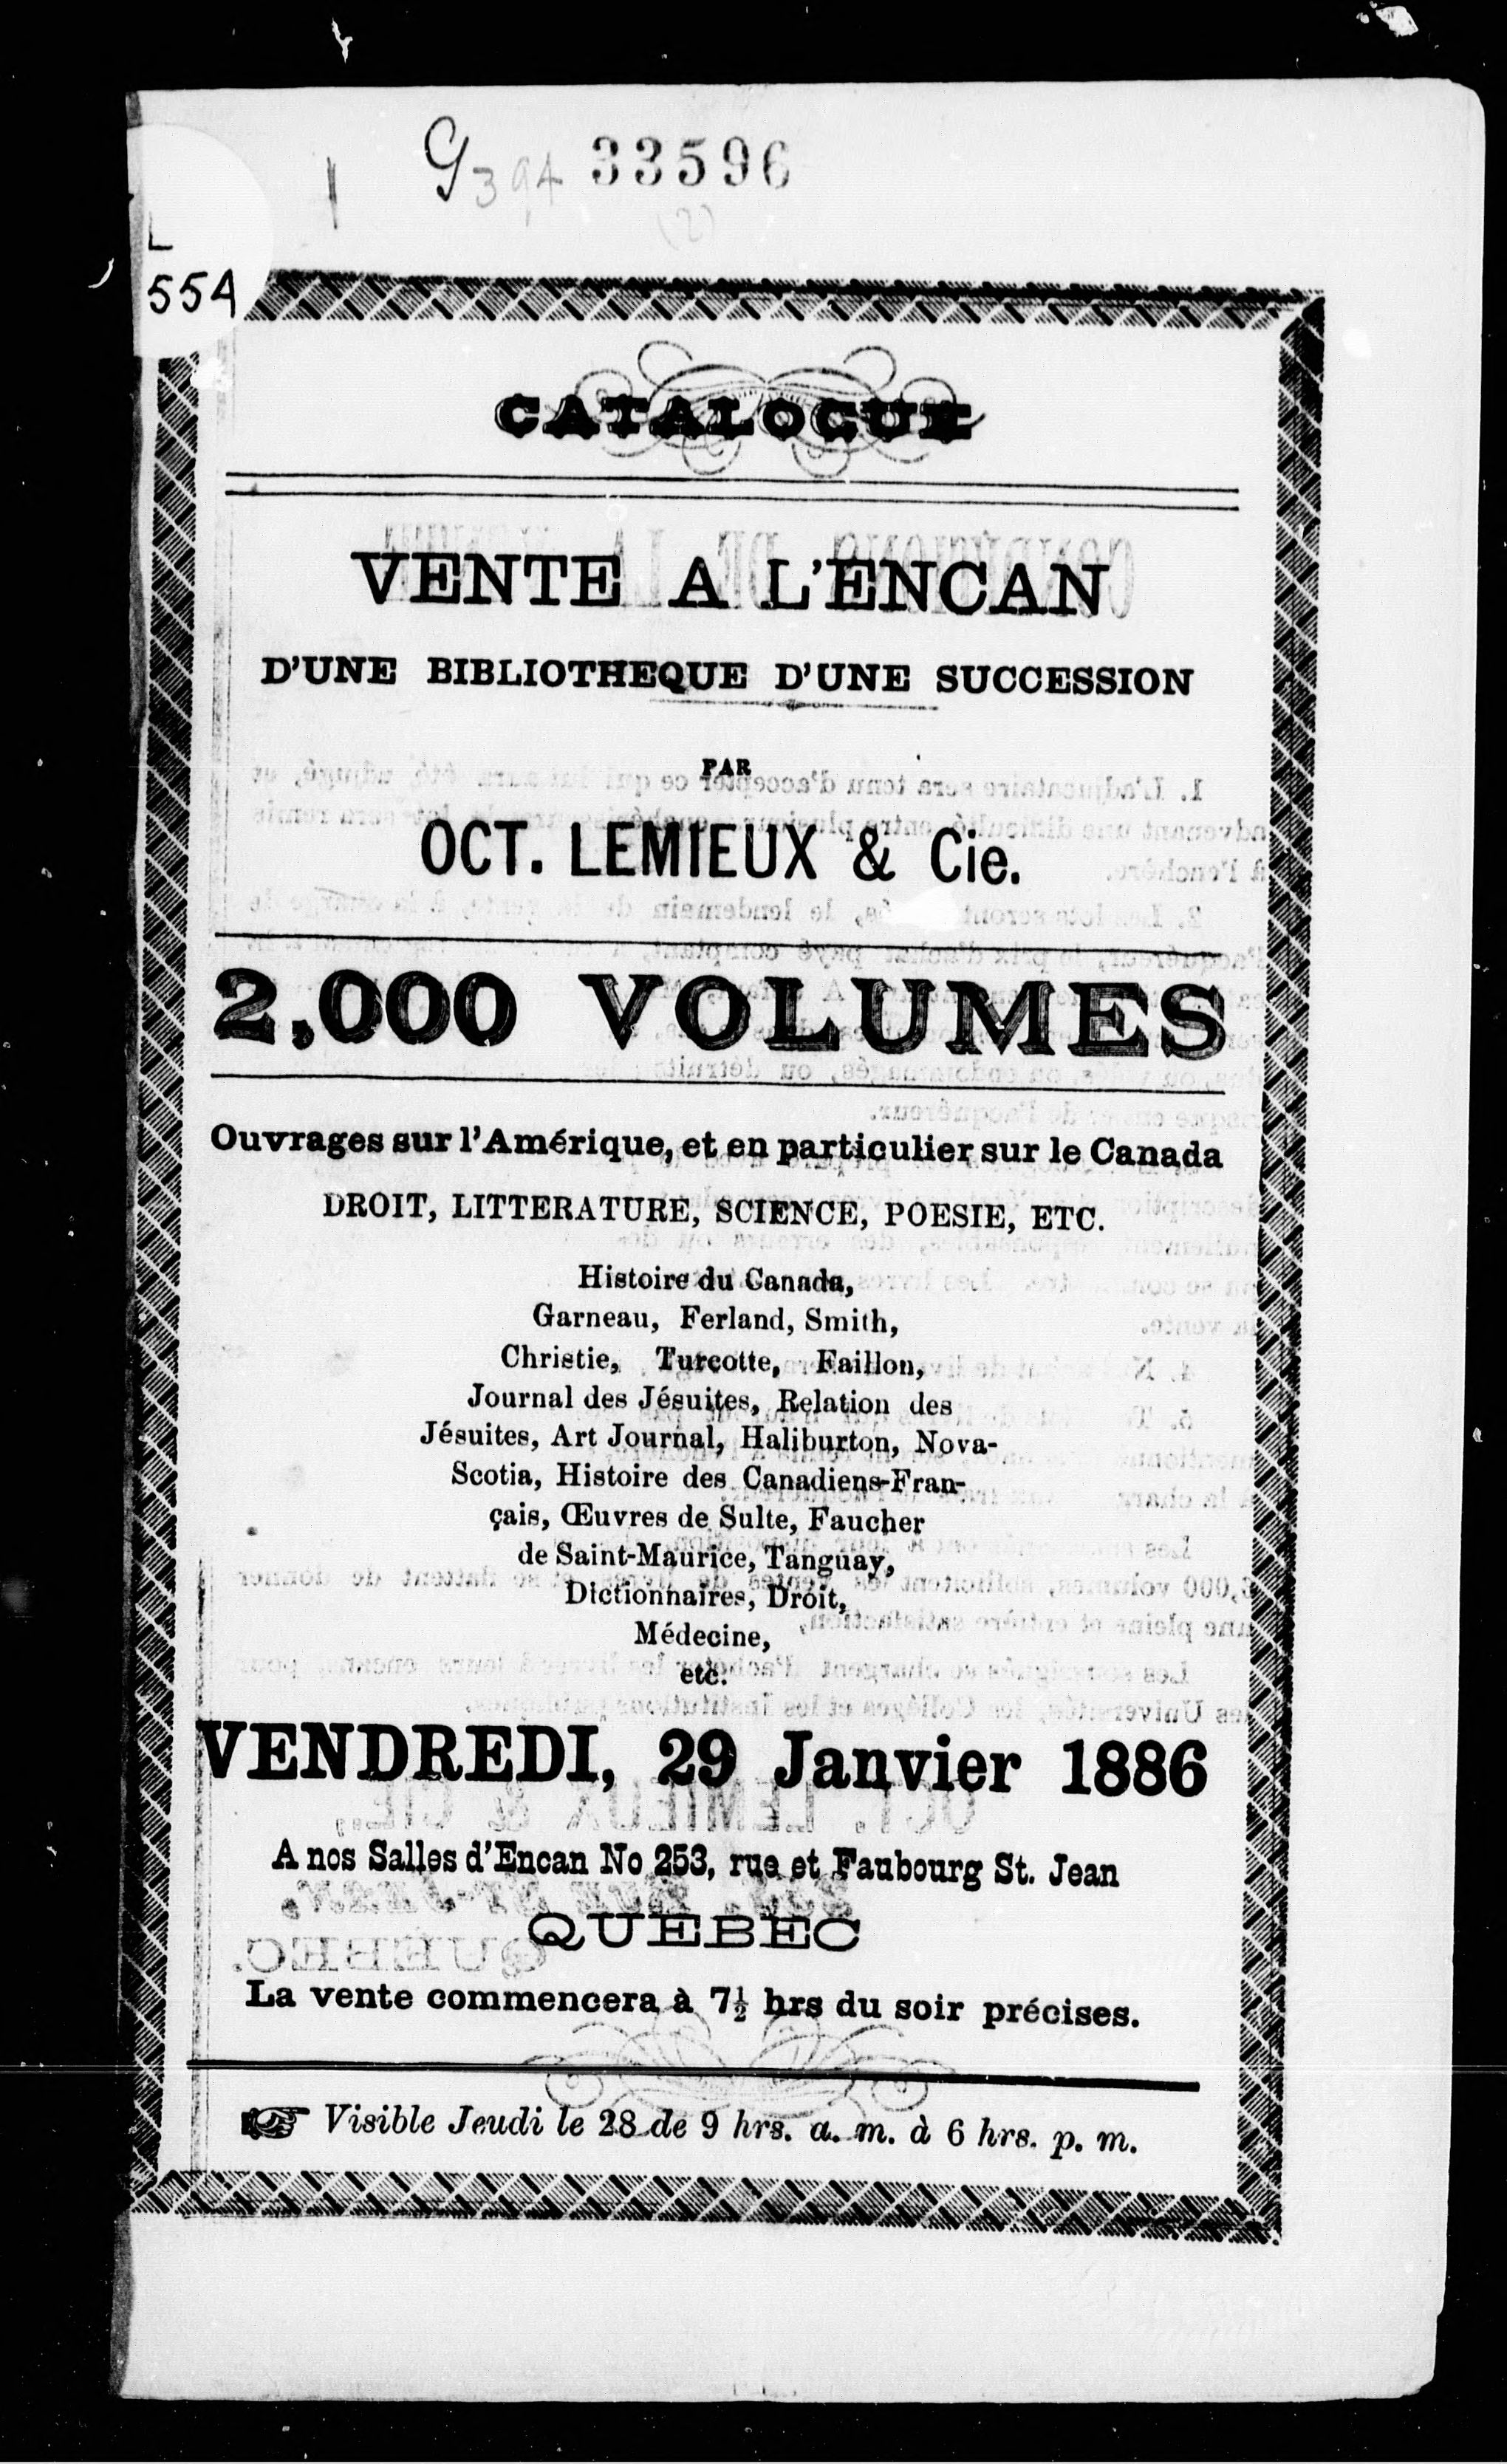 G 394 33596
(2)
L
554
CATALOGUE
VENTE A L'ENCAN
D'UNE BIBLIOTHEQUE D'UNE SUCCESSION
PAR
OCT. LEMIEUX & Cie.
2,000 VOLUMES
Ouvrages sur l'Amérique, et en particulier sur le Canada
DROIT, LITTERATURE, SCIENCE, POESIE, ETC.
Histoire du Canada,
Garneau, Ferland, Smith,
Christie, Turcotte, Faillon,
Journal des Jésuites, Relation des
Jésuites, Art Journal, Haliburton, Nova-
Scotia, Histoire des Canadiens-Fran-
çais, Œuvres de Sulte, Faucher
de Saint-Maurice, Tanguay,
Dictionnaires, Droit,
Médecine,
etc.
VENDREDI, 29 Janvier 1886
A nos Salles d'Encan No 253, rue et Faubourg St. Jean
QUEBEC
La vente commencera à 7½ hrs du soir précises.
☞ Visible Jeudi le 28 de 9 hrs. a. m. à 6 hrs. p. m.